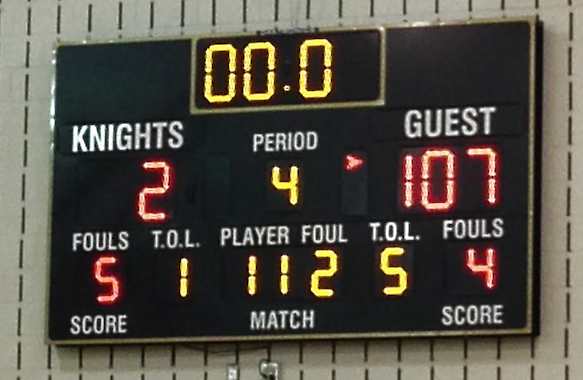 00.0
KNIGHTS PERIOD GUEST
2 4 107
FOULS T.O.L. PLAYER FOUL T.O.L. FOULS
5 1 11 2 5 4
SCORE MATCH SCORE